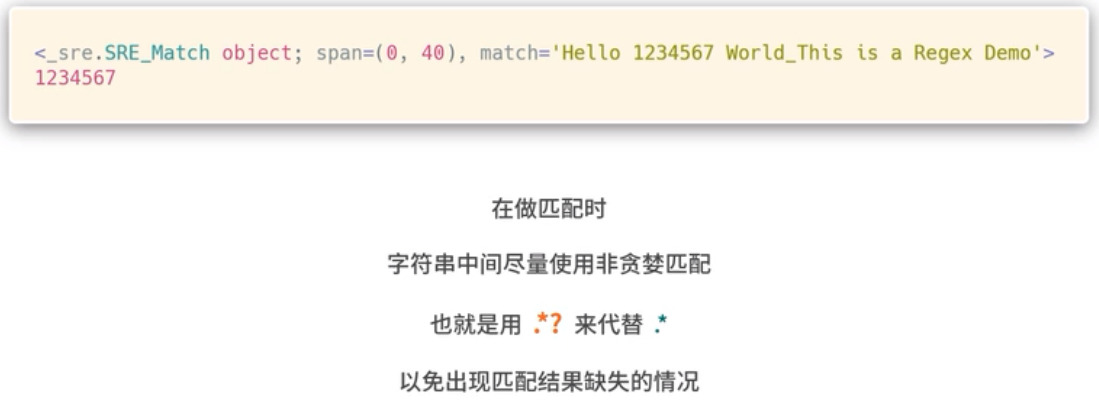 <_sre.SRE_Match object; span=(0, 40), match='Hello 1234567 World_This is a Regex Demo'>
1234567
在做匹配时
字符串中间尽量使用非贪婪匹配
也就是用 .*? 来代替 .*
以免出现匹配结果缺失的情况